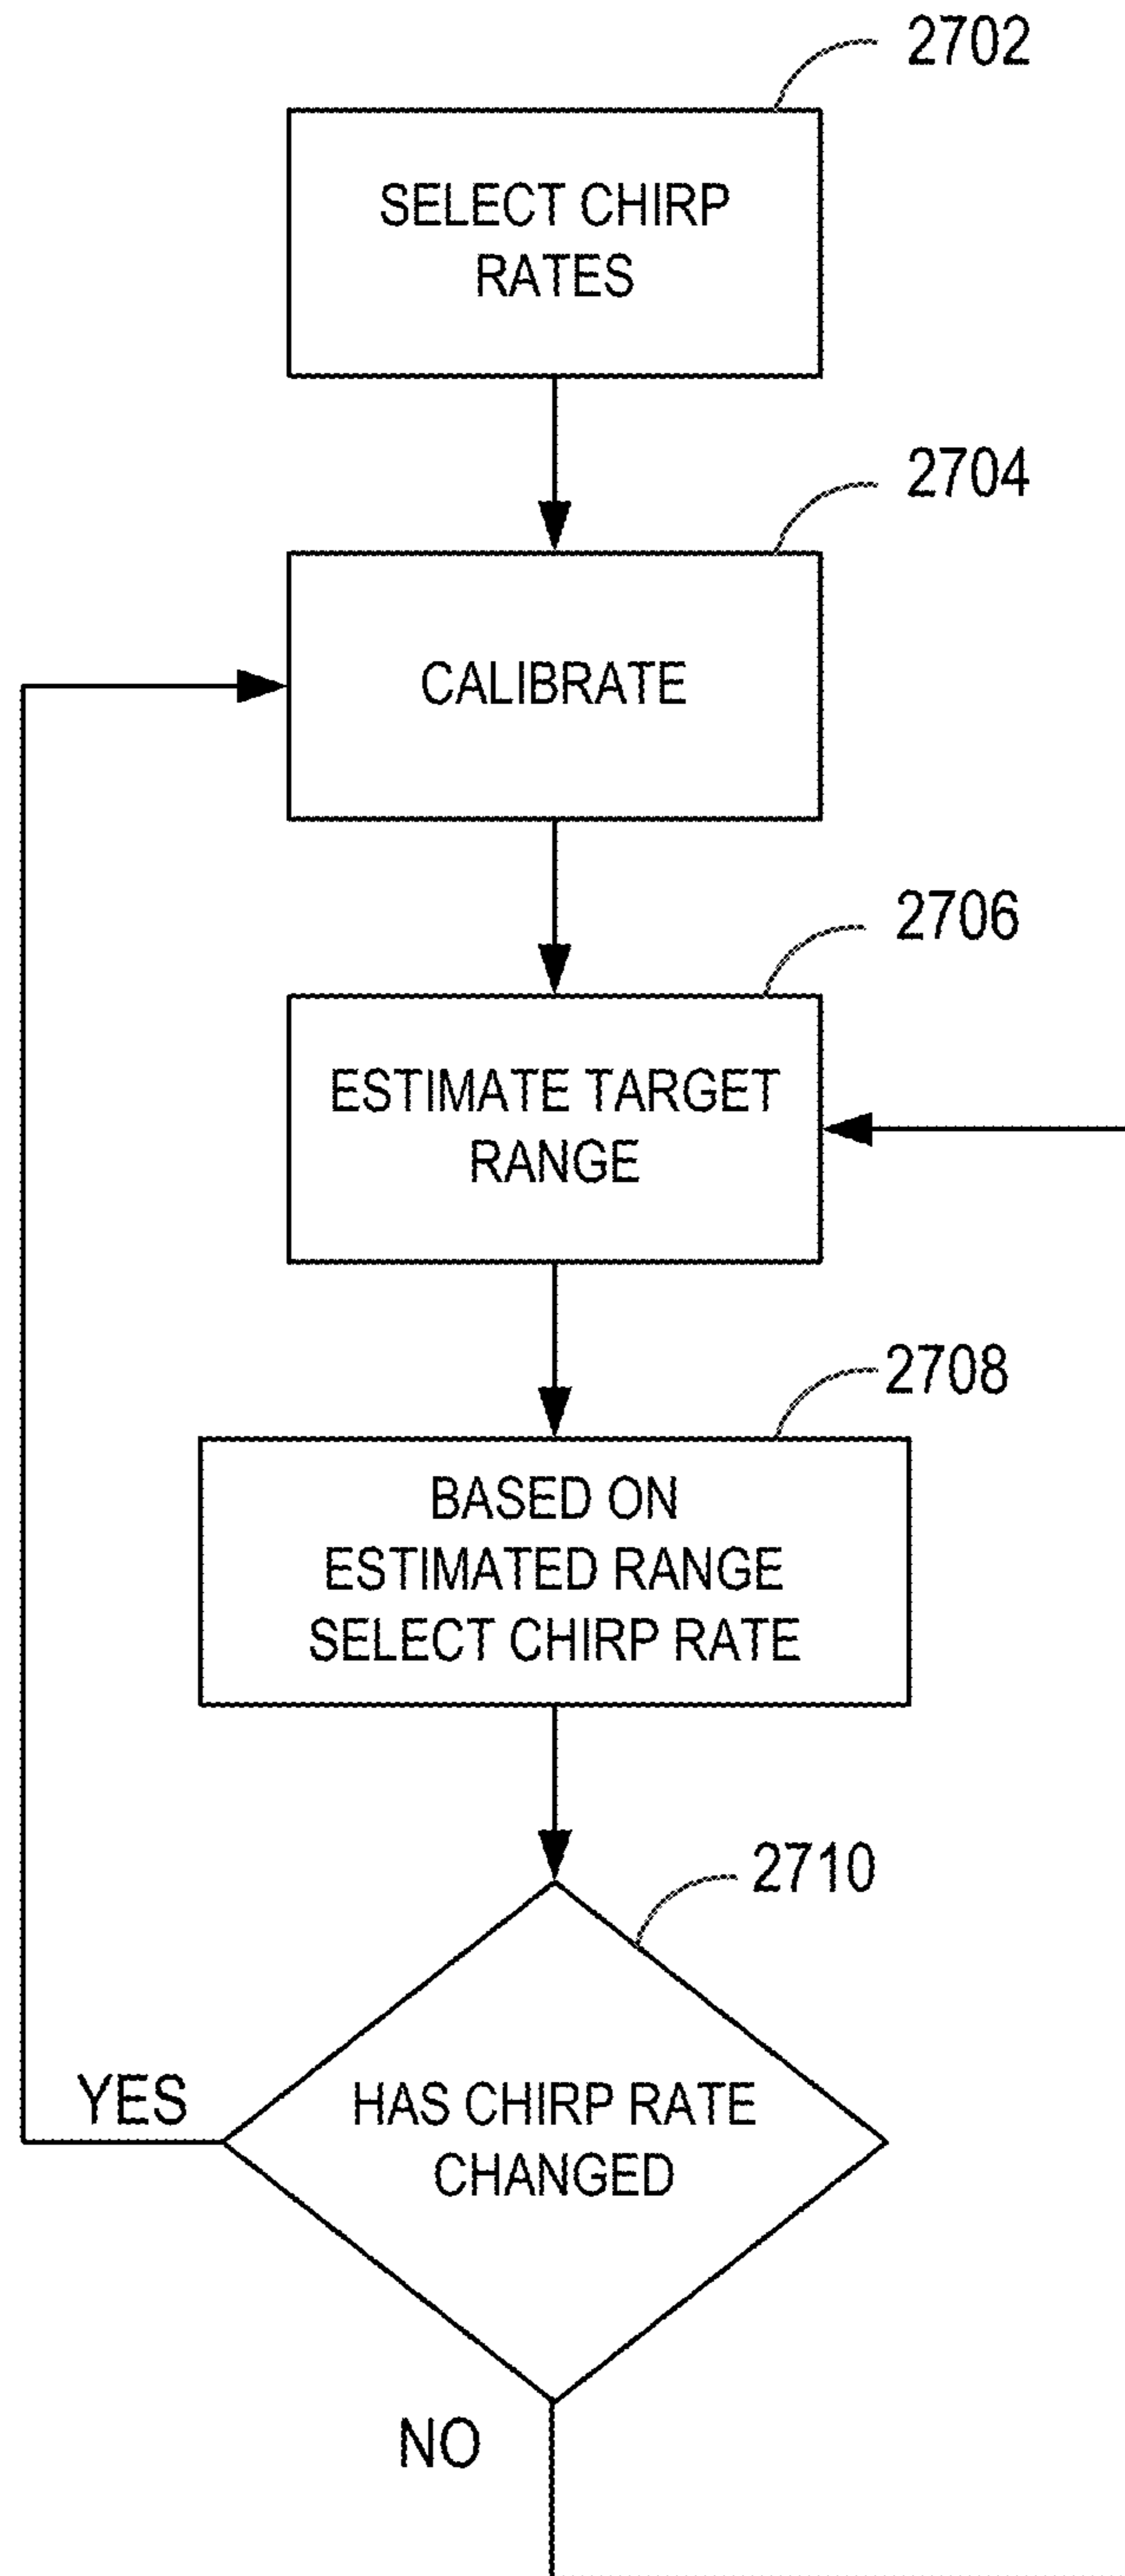 2702
SELECT CHIRP
RATES
2704
CALIBRATE
2706
ESTIMATE TARGET
RANGE
2708
BASED ON
ESTIMATED RANGE
SELECT CHIRP RATE
2710
YES
HAS CHIRP RATE
CHANGED
NO